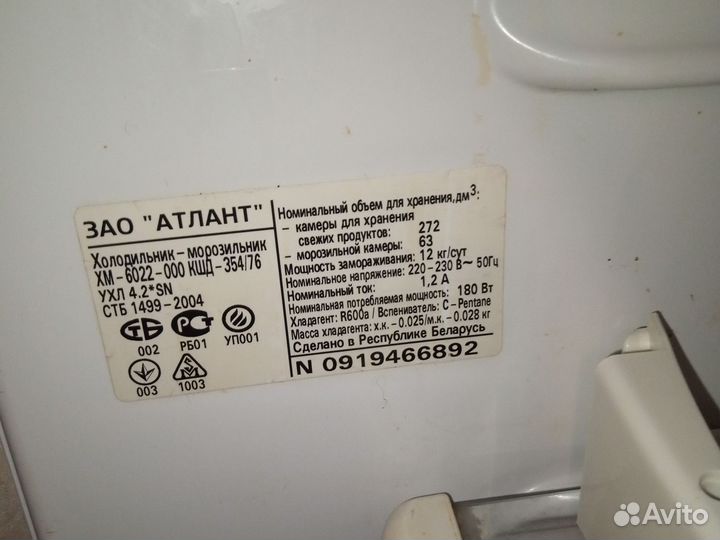 ЗАО "АТЛАНТ"
Холодильник - морозильник
ХМ-6022-000 КШД-354/76
УХЛ 4.2*SN
СТБ 1499-2004
СТБ
002
РСТ
РБ01
УП001
003
1003
Номинальный объем для хранения,дм³:
- камеры для хранения
свежих продуктов: 272
- морозильной камеры: 63
Мощность замораживания: 12 кг/сут
Номинальное напряжение: 220-230 В~ 50Гц
Номинальный ток: 1,2 А
Номинальная потребляемая мощность: 180 Вт
Хладагент: R600a/ Вспениватель: C-Pentane
Масса хладагента: х.к. - 0.025/м.к. - 0.028 кг
Сделано в Республике Беларусь
N 0919466892
Avito